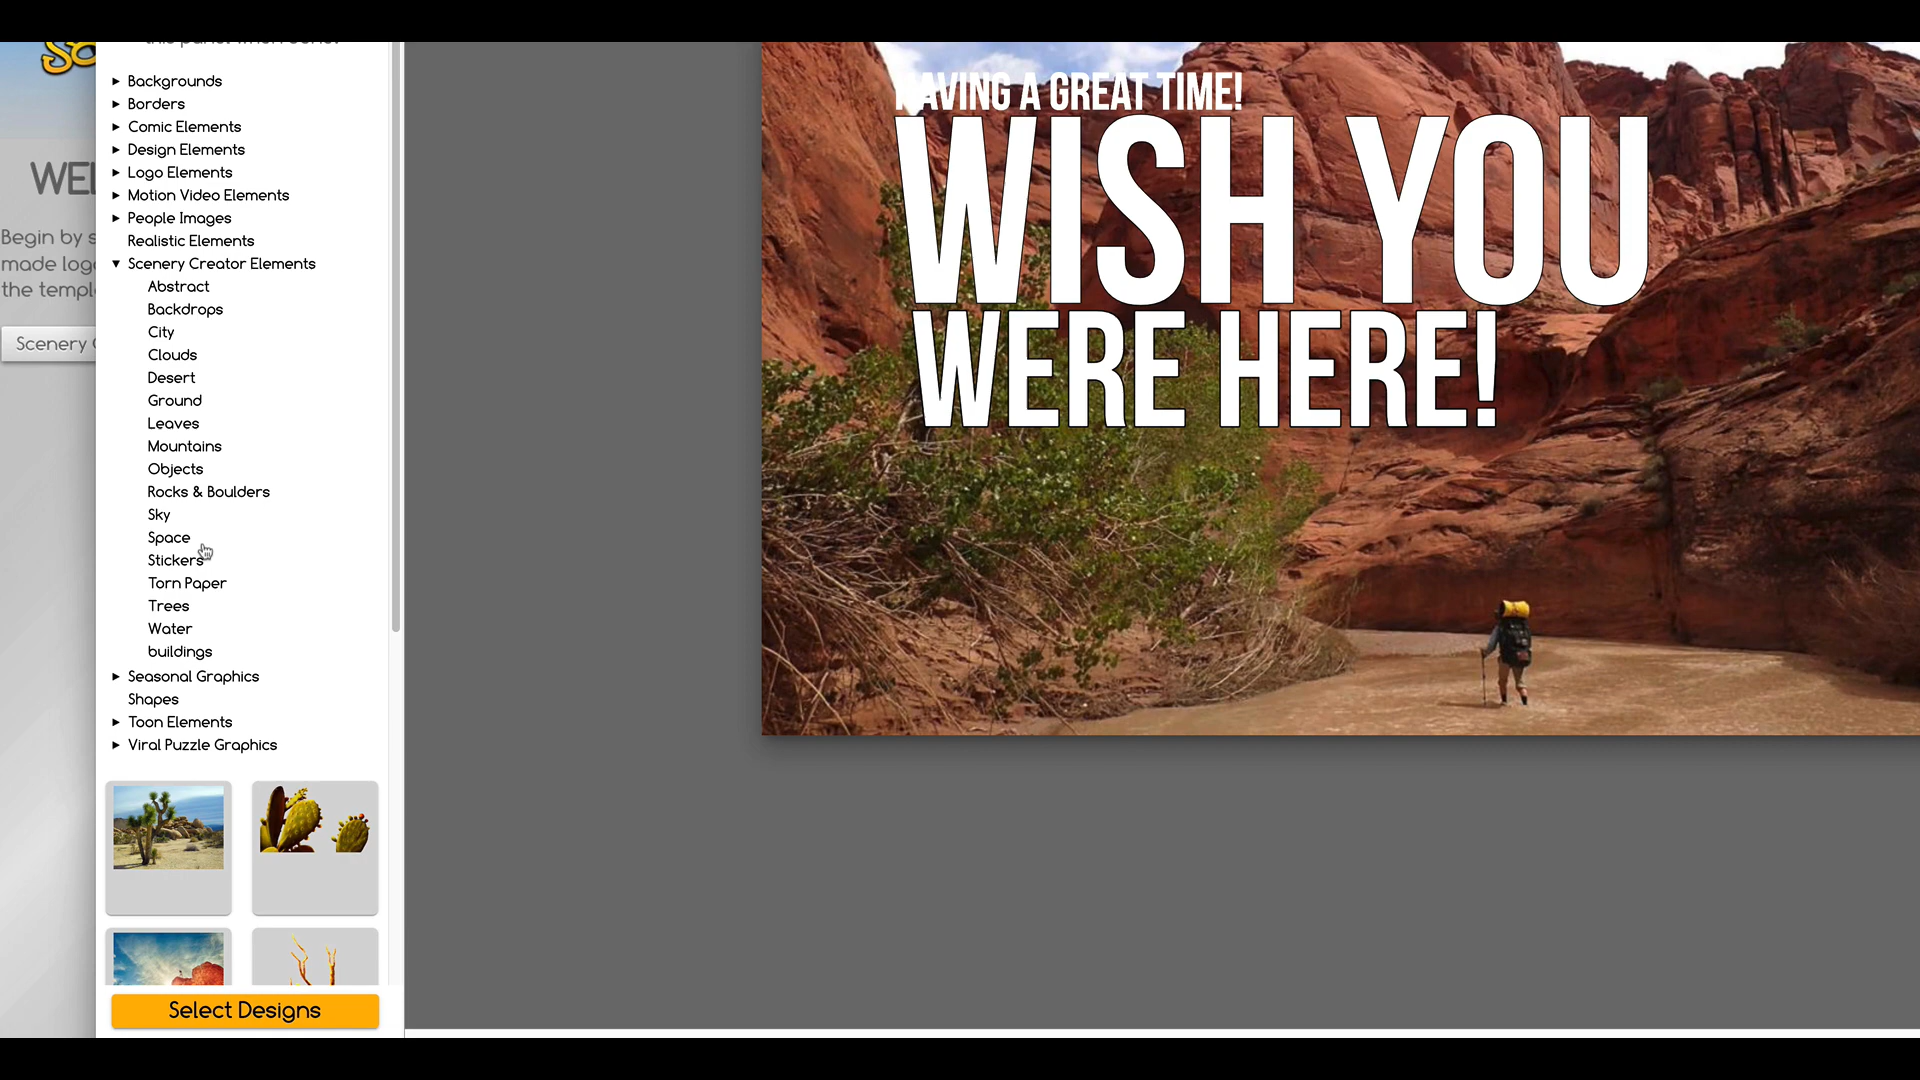 WEL
Begin by s
made log
the templ
Scenery
Backgrounds
Borders
Comic Elements
Design Elements
Logo Elements
Motion Video Elements
People Images
Realistic Elements
Scenery Creator Elements
Abstract
Backdrops
City
Clouds
Desert
Ground
Leaves
Mountains
Objects
Rocks & Boulders
Sky
Space
Stickers
Torn Paper
Trees
Water
buildings
Seasonal Graphics
Shapes
Toon Elements
Viral Puzzle Graphics
Select Designs
HAVING A GREAT TIME!
WISH YOU
WERE HERE!